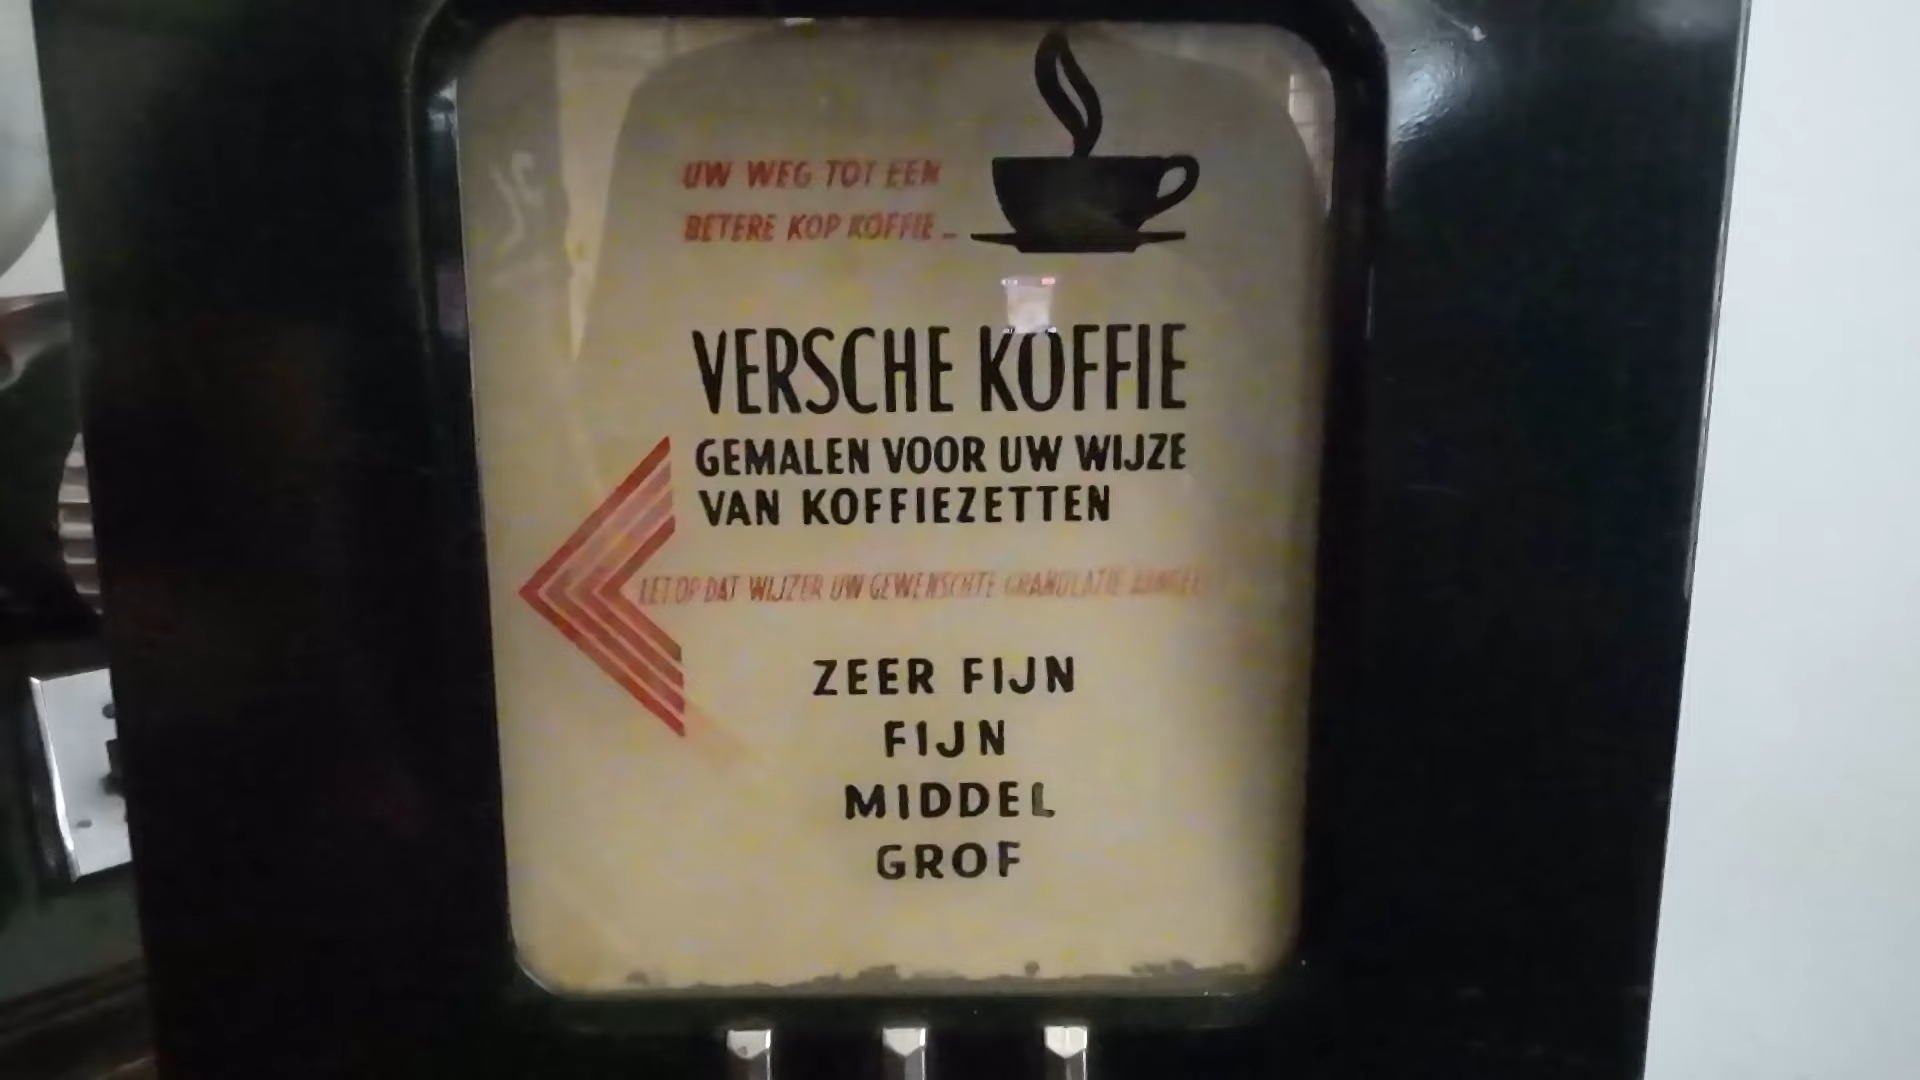 UW WEG TOT EEN
BETERE KOP KOFFIE_
VERSCHE KOFFIE
GEMALEN VOOR UW WIJZE
VAN KOFFIEZETTEN
LET OP DAT WIJZER UW GEWENSCHTE GRANULATIE
ZEER FIJN
FIJN
MIDDEL
GROF